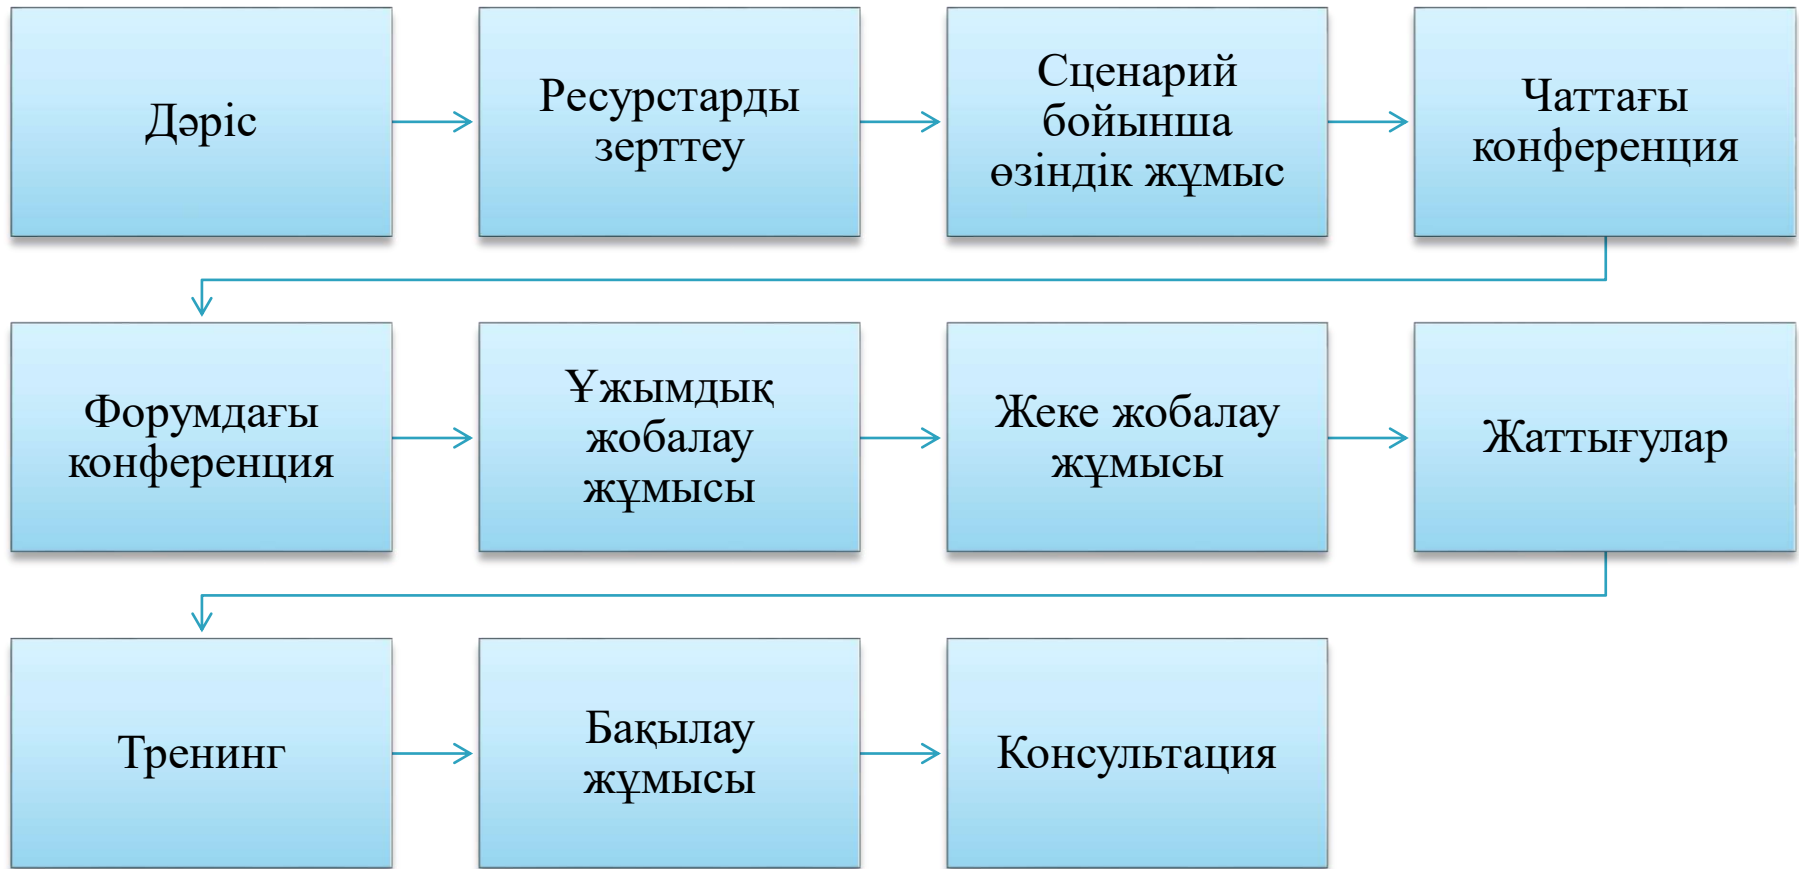 Дәріс
Ресурстарды
зерттеу
Сценарий
бойынша
өзіндік жұмыс
Чаттағы
конференция
Форумдағы
конференция
Ұжымдық
жобалау
жұмысы
Жеке жобалау
жұмысы
Жаттығулар
Тренинг
Бақылау
жұмысы
Консультация